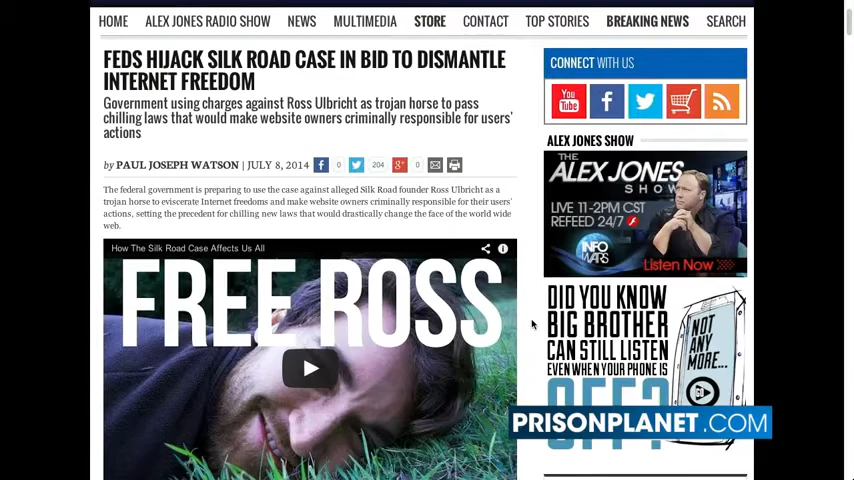 HOME ALEX JONES RADIO SHOW NEWS MULTIMEDIA STORE CONTACT TOP STORIES BREAKING NEWS SEARCH
FEDS HIJACK SILK ROAD CASE IN BID TO DISMANTLE
INTERNET FREEDOM
Government using charges against Ross Ulbricht as trojan horse to pass
chilling laws that would make website owners criminally responsible for users'
actions
by PAUL JOSEPH WATSON | JULY 8, 2014 0 204 0
The federal government is preparing to use the case against alleged Silk Road founder Ross Ulbricht as a
trojan horse to eviscerate Internet freedoms and make website owners criminally responsible for their users'
actions, setting the precedent for chilling new laws that would drastically change the face of the world wide
web.
How The Silk Road Case Affects Us All
FREE ROSS
CONNECT WITH US
You
Tube
ALEX JONES SHOW
THE
ALEX JONES
SHOW
LIVE 11-2PM CST
REFEED 24/7
INFO
WARS
Listen Now
DID YOU KNOW
BIG BROTHER
CAN STILL LISTEN
EVEN WHEN YOUR PHONE IS
OFF?
NOT
ANY
MORE...
PRISONPLANET.COM